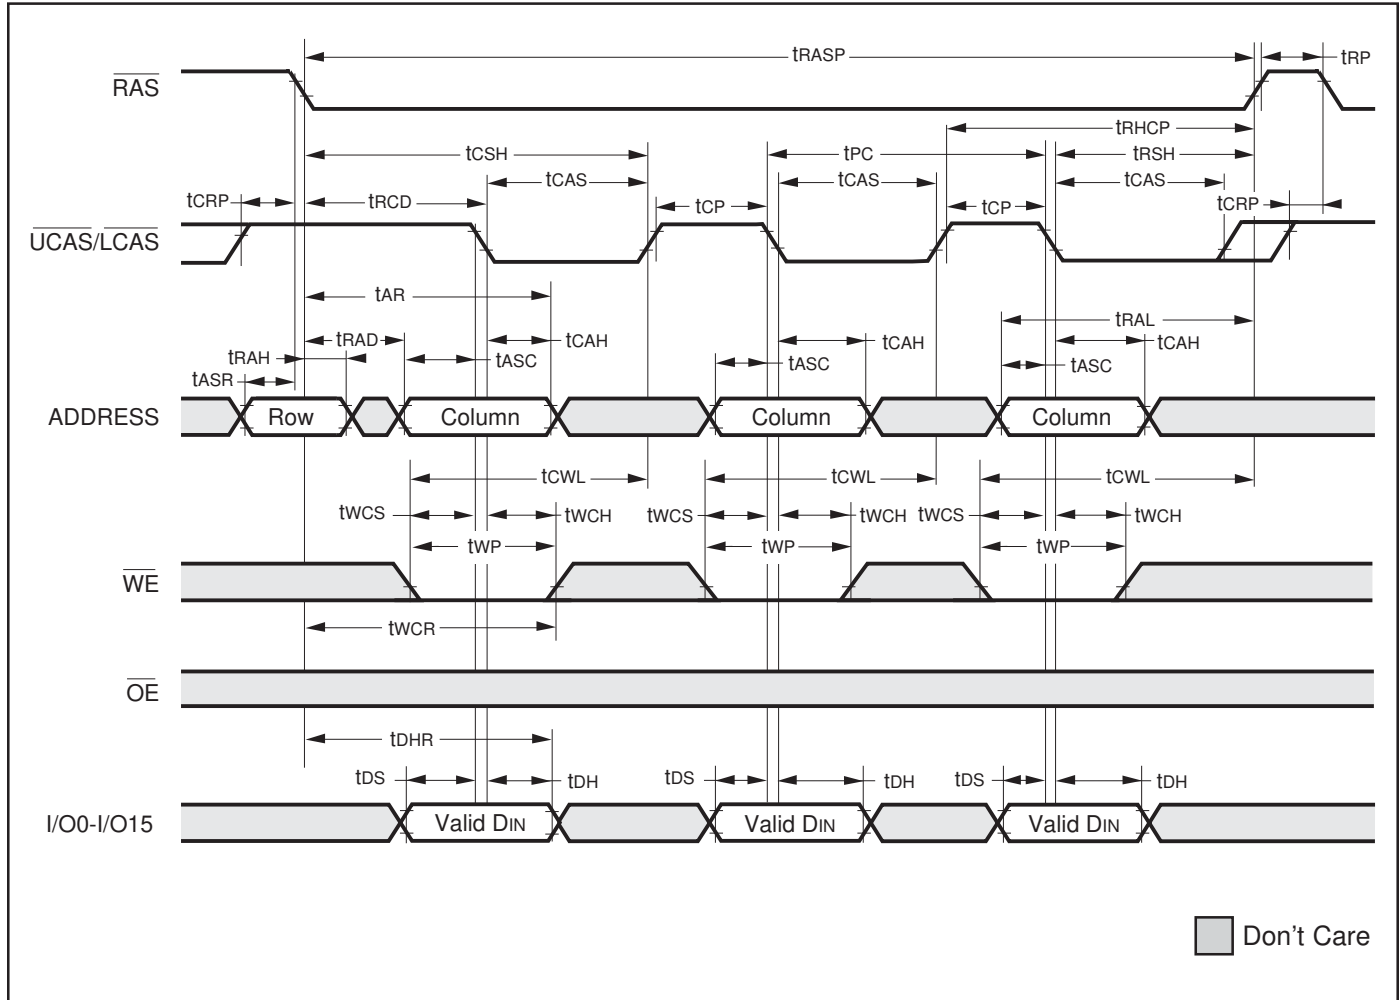 tRASP
tRP
RAS
tRHCP
tCSH tPC tRSH
tCAS tCAS tCAS
tCRP tRCD tCP tCP tCRP
UCAS/LCAS
tAR
tRAL
tRAD tCAH tCAH tCAH
tRAH tASC tASC tASC
tASR
ADDRESS Row Column Column Column
tCWL tCWL tCWL
tWCS tWCH tWCS tWCH tWCS tWCH
tWP tWP tWP
WE
tWCR
OE
tDHR
tDS tDH tDS tDH tDS tDH
I/O0-I/O15 Valid DIN Valid DIN Valid DIN
Don't Care